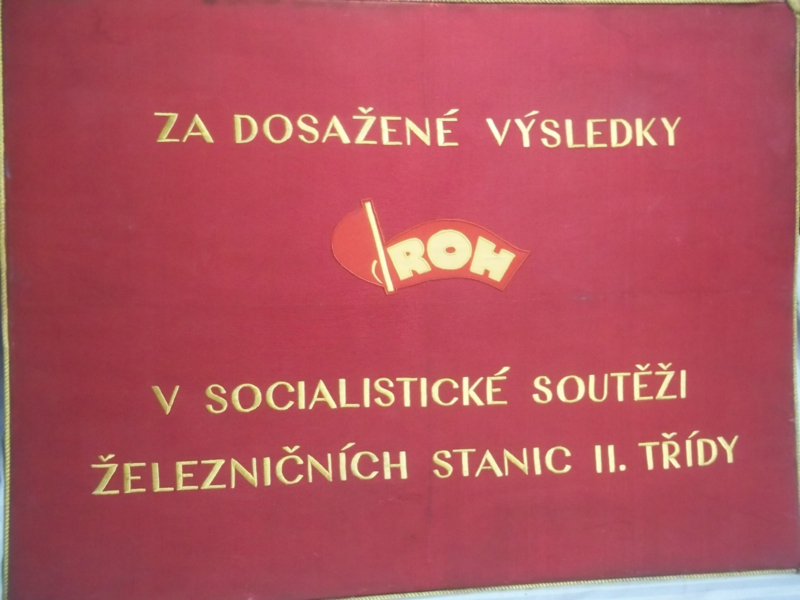 ZA DOSAŽENÉ VÝSLEDKY
ROH
V SOCIALISTICKÉ SOUTĚŽI
ŽELEZNIČNÍCH STANIC II. TŘÍDY